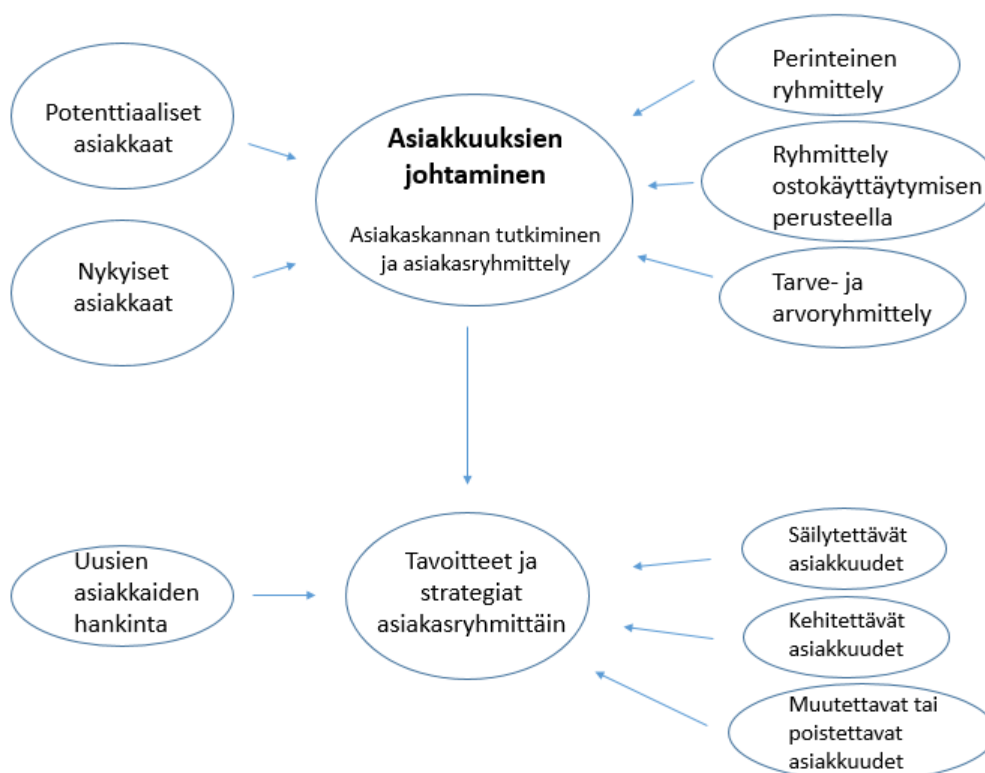 Potentiaaliset
asiakkaat
Nykyiset
asiakkaat
Asiakkuuksien
johtaminen
Asiakaskannan tutkiminen
ja asiakasryhmittely
Perinteinen
ryhmittely
Ryhmittely
ostokäyttäytymisen
perusteella
Tarve- ja
arvoryhmittely
Uusien
asiakkaiden
hankinta
Tavoitteet ja
strategiat
asiakasryhmittäin
Säilytettävät
asiakkuudet
Kehitettävät
asiakkuudet
Muutettavat tai
poistettavat
asiakkuudet